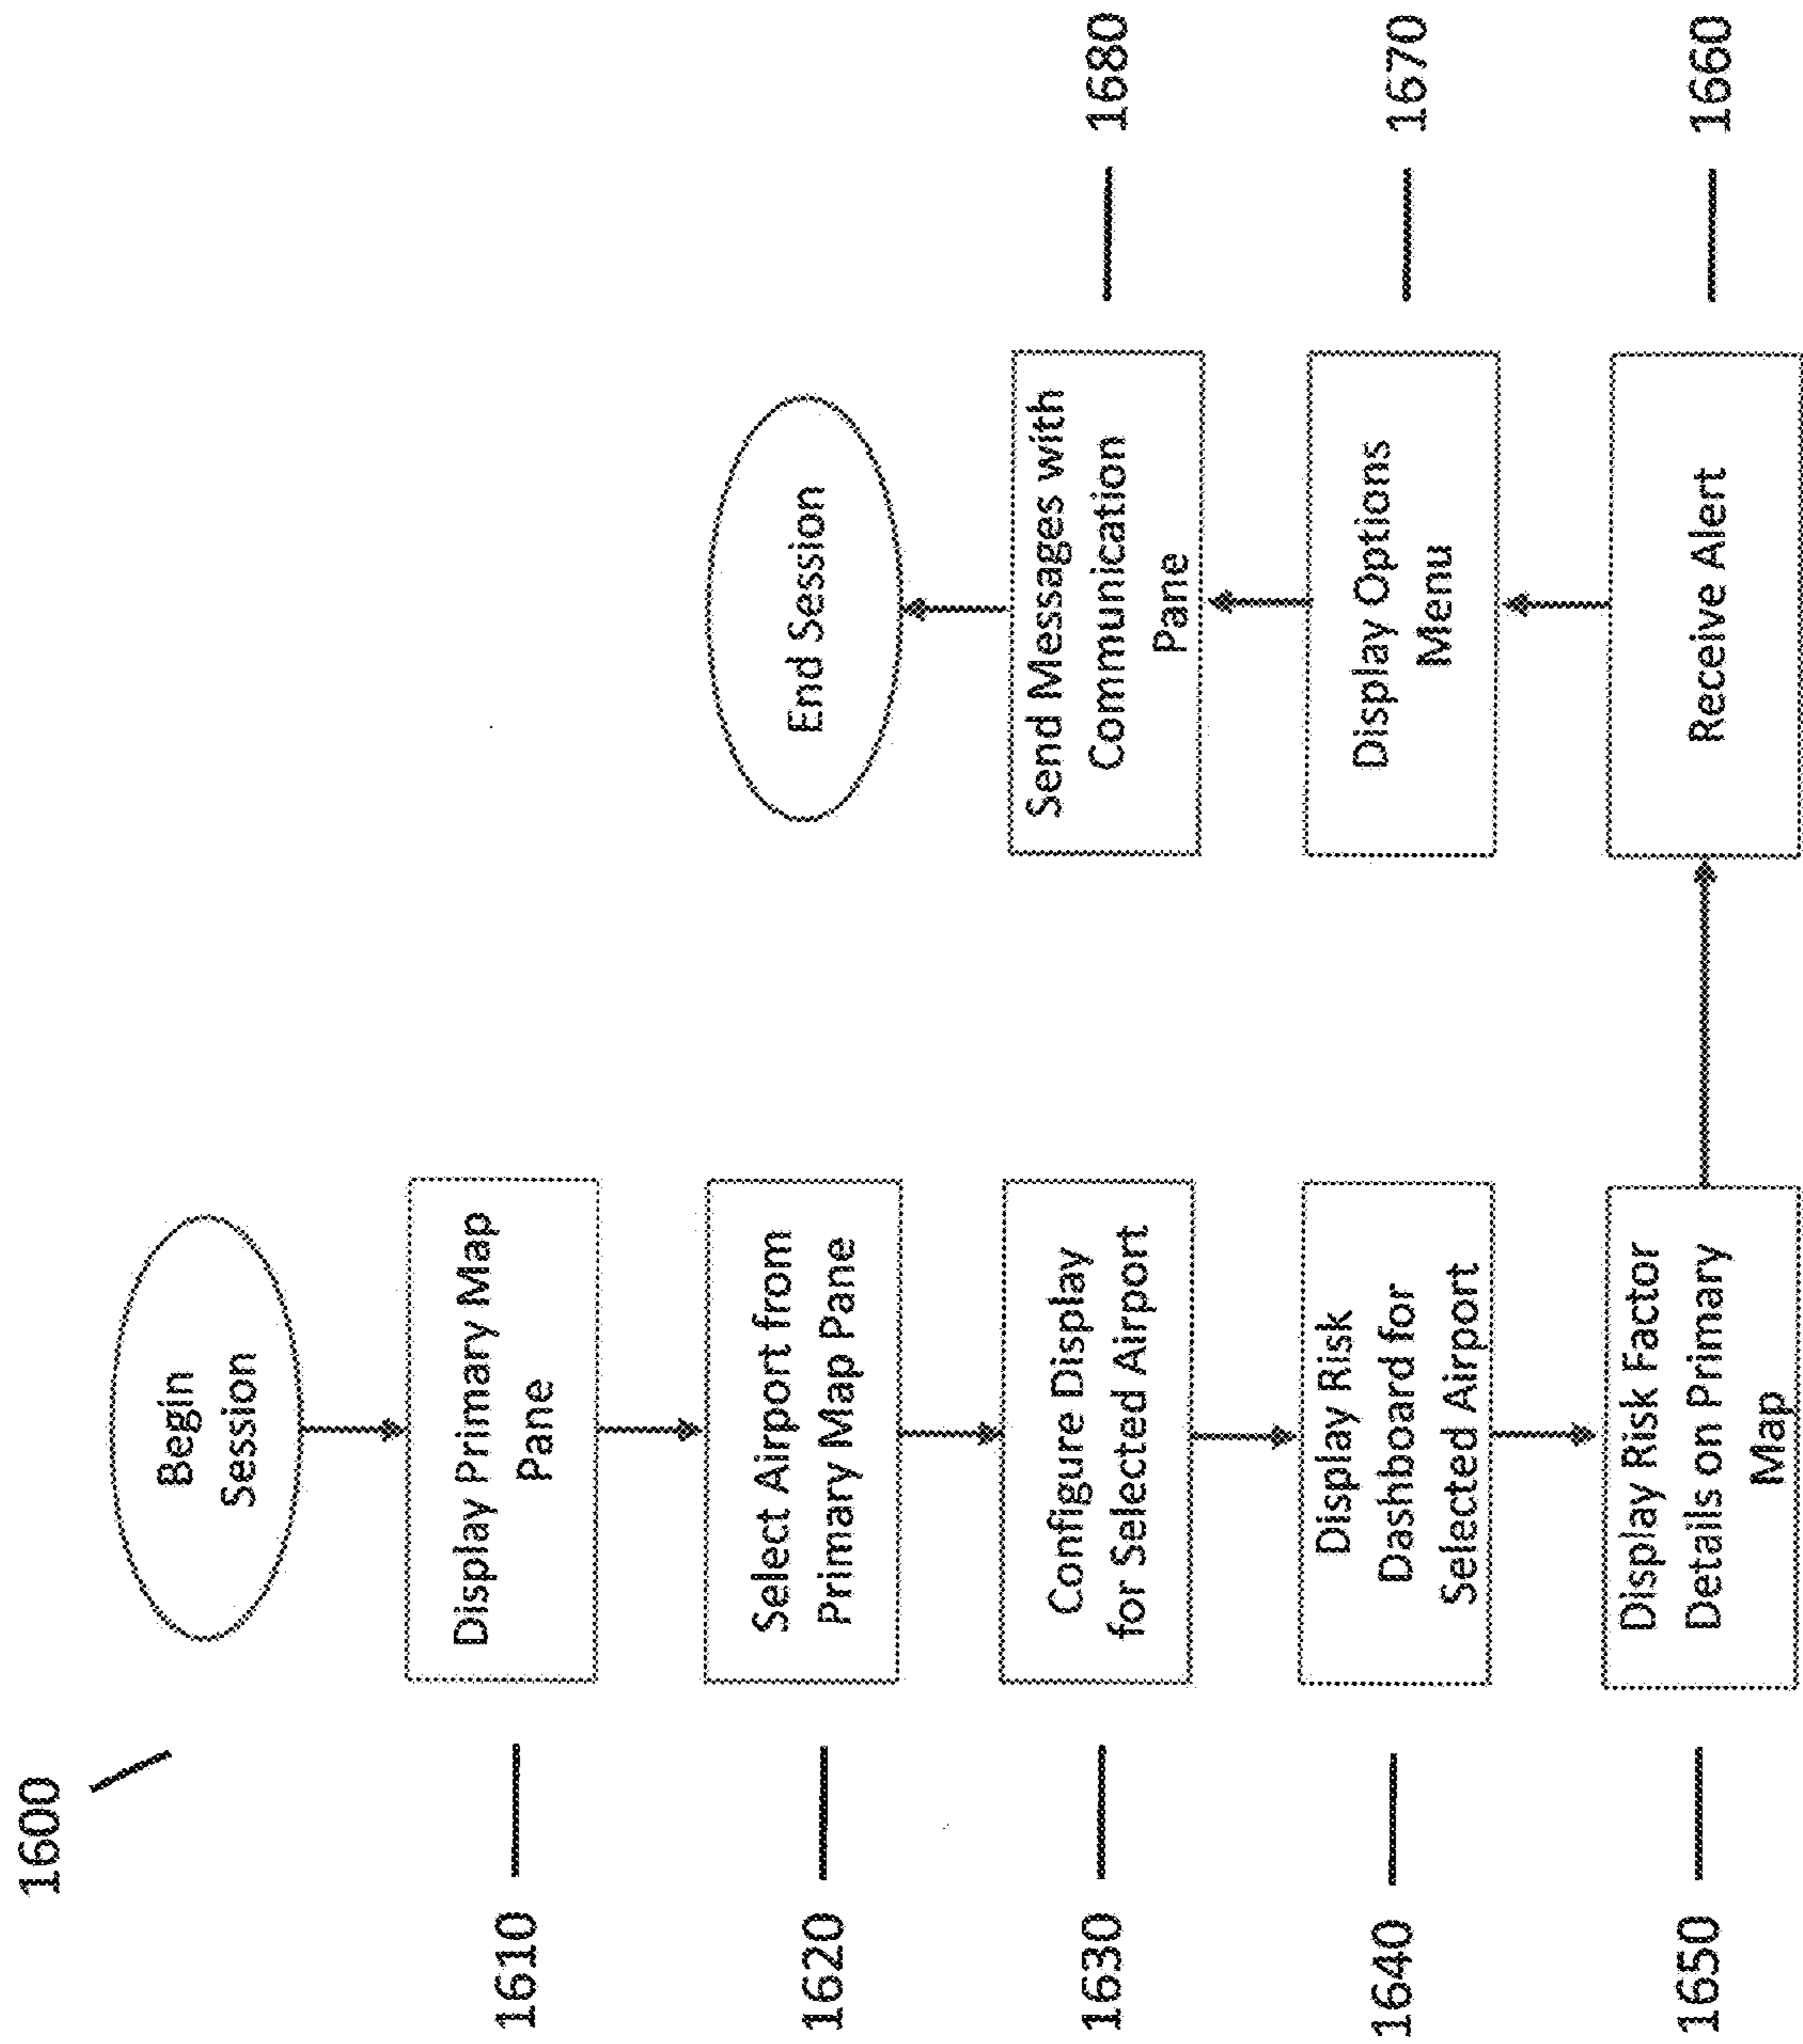 1600
Begin
Session
1610
Display Primary Map
Pane
1620
Select Airport from
Primary Map Pane
1630
Configure Display
for Selected Airport
1640
Display Risk
Dashboard for
Selected Airport
1650
Display Risk Factor
Details on Primary
Map
Receive Alert
1660
Display Options
Menu
1670
Send Messages with
Communication
Pane
1680
End Session